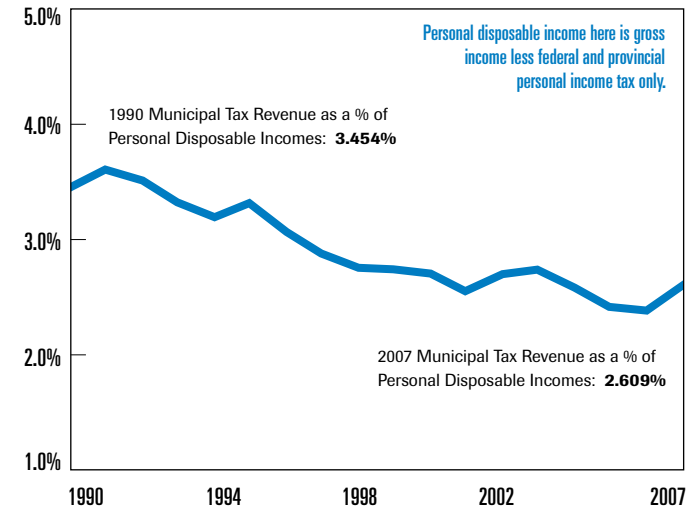 5.0%
Personal disposable income here is gross
income less federal and provincial
personal income tax only.
1990 Municipal Tax Revenue as a % of
Personal Disposable Incomes: 3.454%
4.0%
3.0%
2.0%
2007 Municipal Tax Revenue as a % of
Personal Disposable Incomes: 2.609%
1.0%
1990 1994 1998 2002 2007